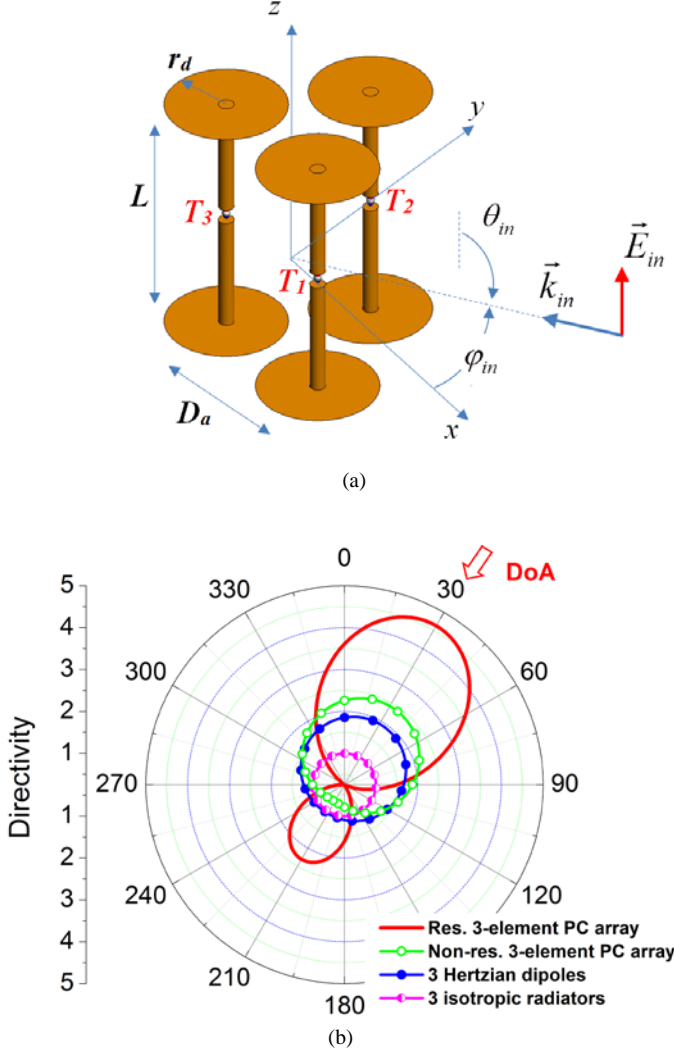 z
r_d
y
L
T_3
T_2
θ_in
E_in
T_1
k_in
φ_in
D_a
x
(a)
0
DoA
5
330
30
4
3
300
60
2
1
Directivity
270
90
1
2
240
120
3
4
210
5
180
Res. 3-element PC array
Non-res. 3-element PC array
3 Hertzian dipoles
3 isotropic radiators
(b)